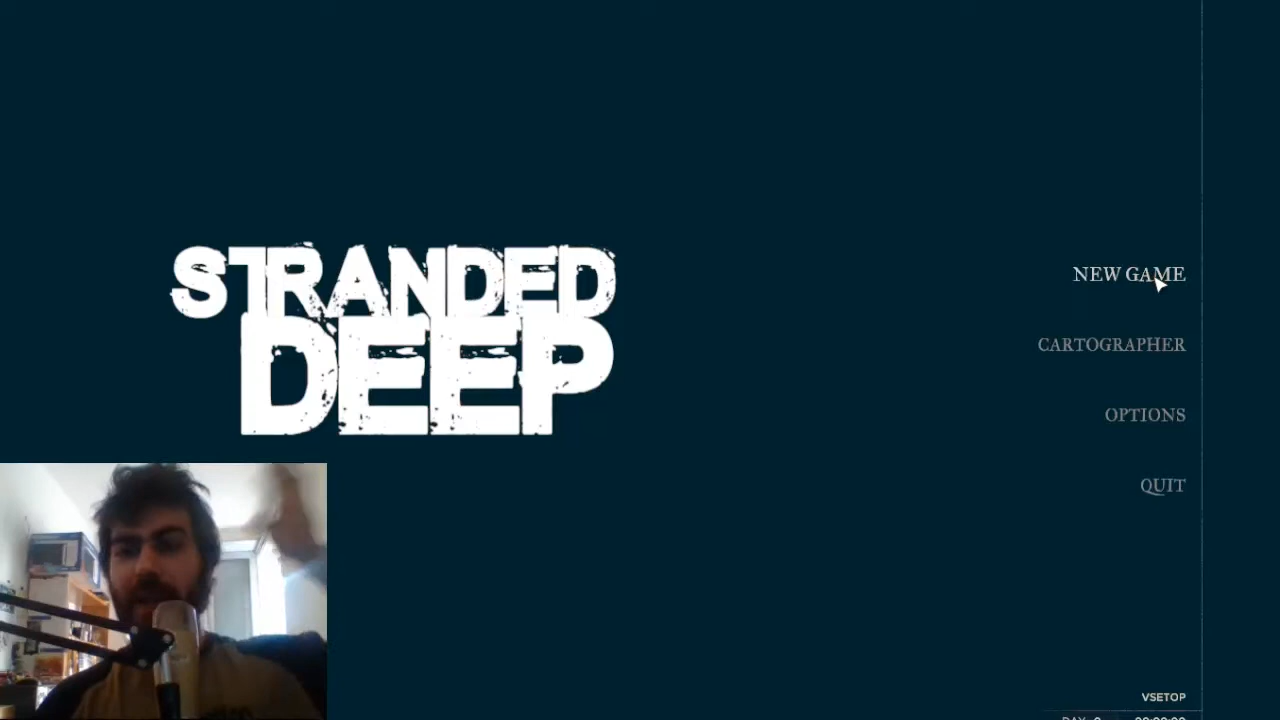 STRANDED
DEEP
NEW GAME
CARTOGRAPHER
OPTIONS
QUIT
VSETOP